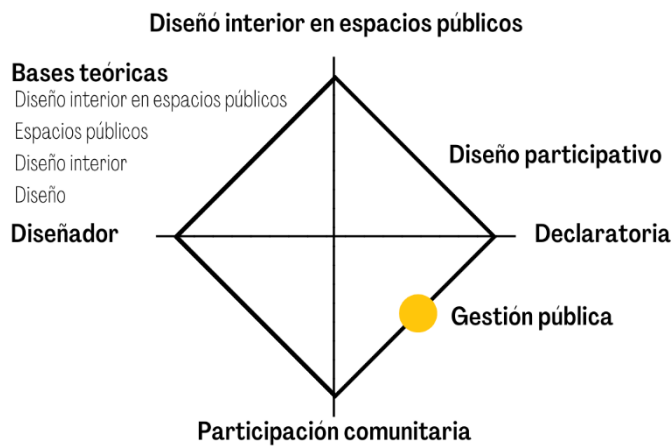 Diseñó interior en espacios públicos
Bases teóricas
Diseño interior en espacios públicos
Espacios públicos
Diseño interior
Diseño
Diseño participativo
Diseñador
Declaratoria
Gestión pública
Participación comunitaria